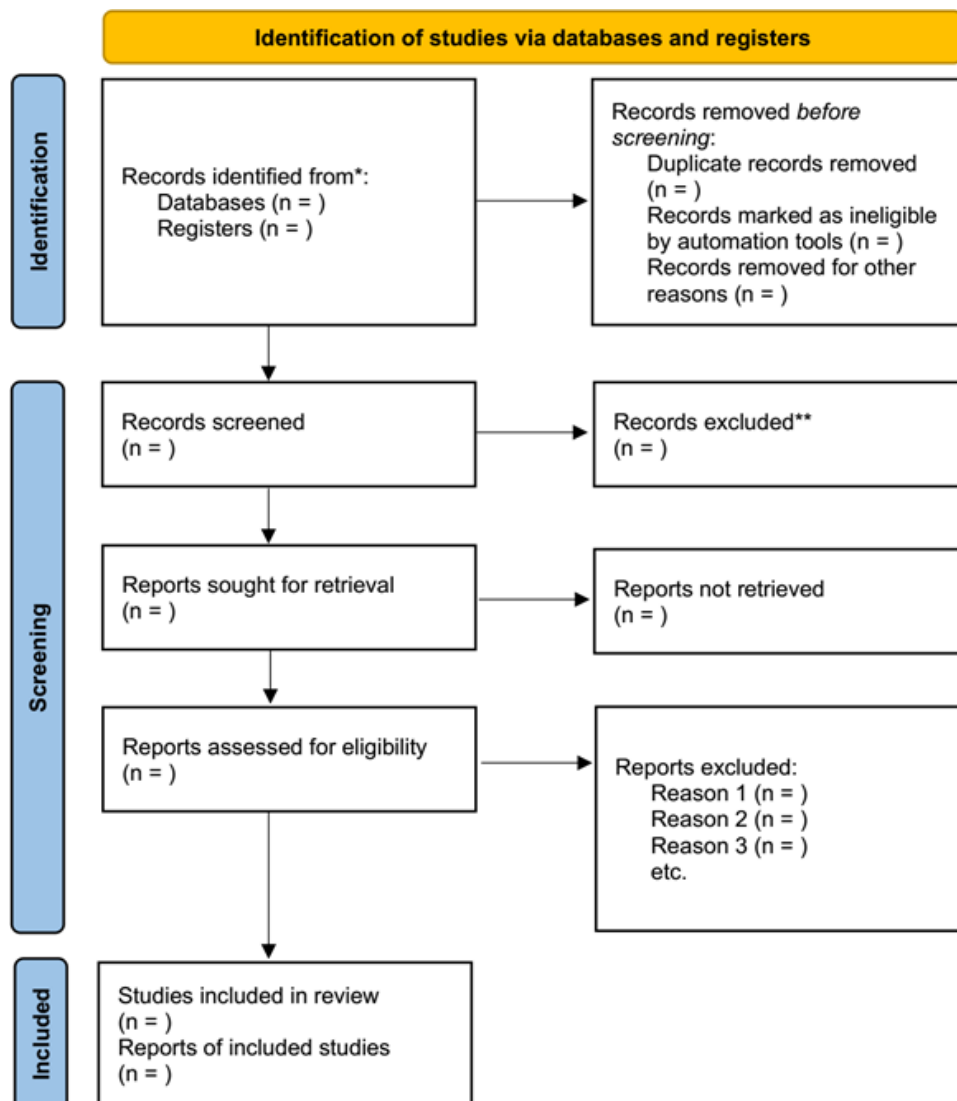 Identification of studies via databases and registers
Identification
Records identified from*:
Databases (n = )
Registers (n = )
Records removed before
screening:
Duplicate records removed
(n = )
Records marked as ineligible
by automation tools (n = )
Records removed for other
reasons (n = )
Screening
Records screened
(n = )
Records excluded**
(n = )
Reports sought for retrieval
(n = )
Reports not retrieved
(n = )
Reports assessed for eligibility
(n = )
Reports excluded:
Reason 1 (n = )
Reason 2 (n = )
Reason 3 (n = )
etc.
Included
Studies included in review
(n = )
Reports of included studies
(n = )